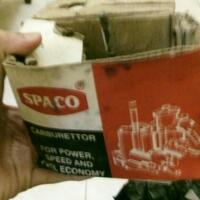 SPACO
CARBURETTOR
FOR POWER,
SPEED AND
FUEL ECONOMY